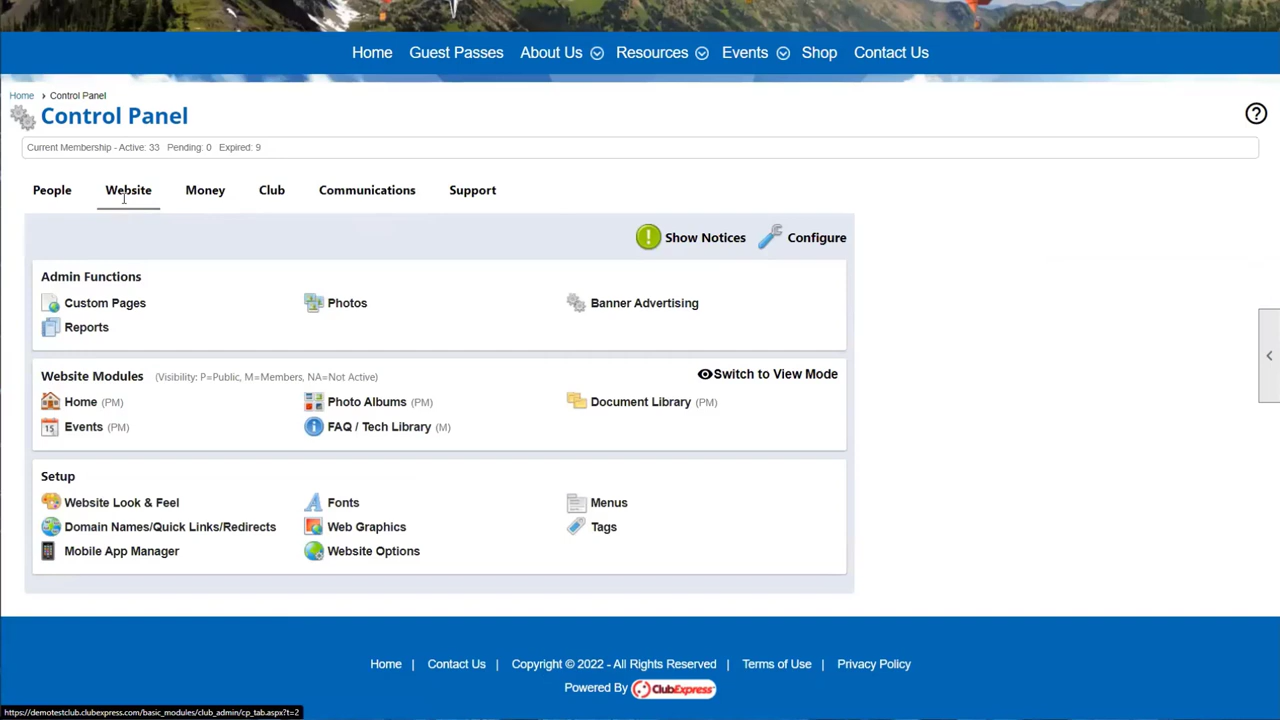 Home Guest Passes About Us Resources Events Shop Contact Us
Home Control Panel
Control Panel
?
Current Membership - Active: 33 Pending: 0 Expired: 9
People Website Money Club Communications Support
! Show Notices Configure
Admin Functions
Custom Pages Photos Banner Advertising
Reports
Website Modules (Visibility: P=Public, M=Members, NA=Not Active) Switch to View Mode
Home (PM) Photo Albums (PM) Document Library (PM)
15 Events (PM) FAQ / Tech Library (M)
Setup
Website Look & Feel Fonts Menus
Domain Names/Quick Links/Redirects Web Graphics Tags
Mobile App Manager Website Options
Home | Contact Us | Copyright © 2022 - All Rights Reserved | Terms of Use | Privacy Policy
Powered By ClubExpress
https://demotestclub.clubexpress.com/basic_modules/club_admin/cp_tab.aspx?t=2